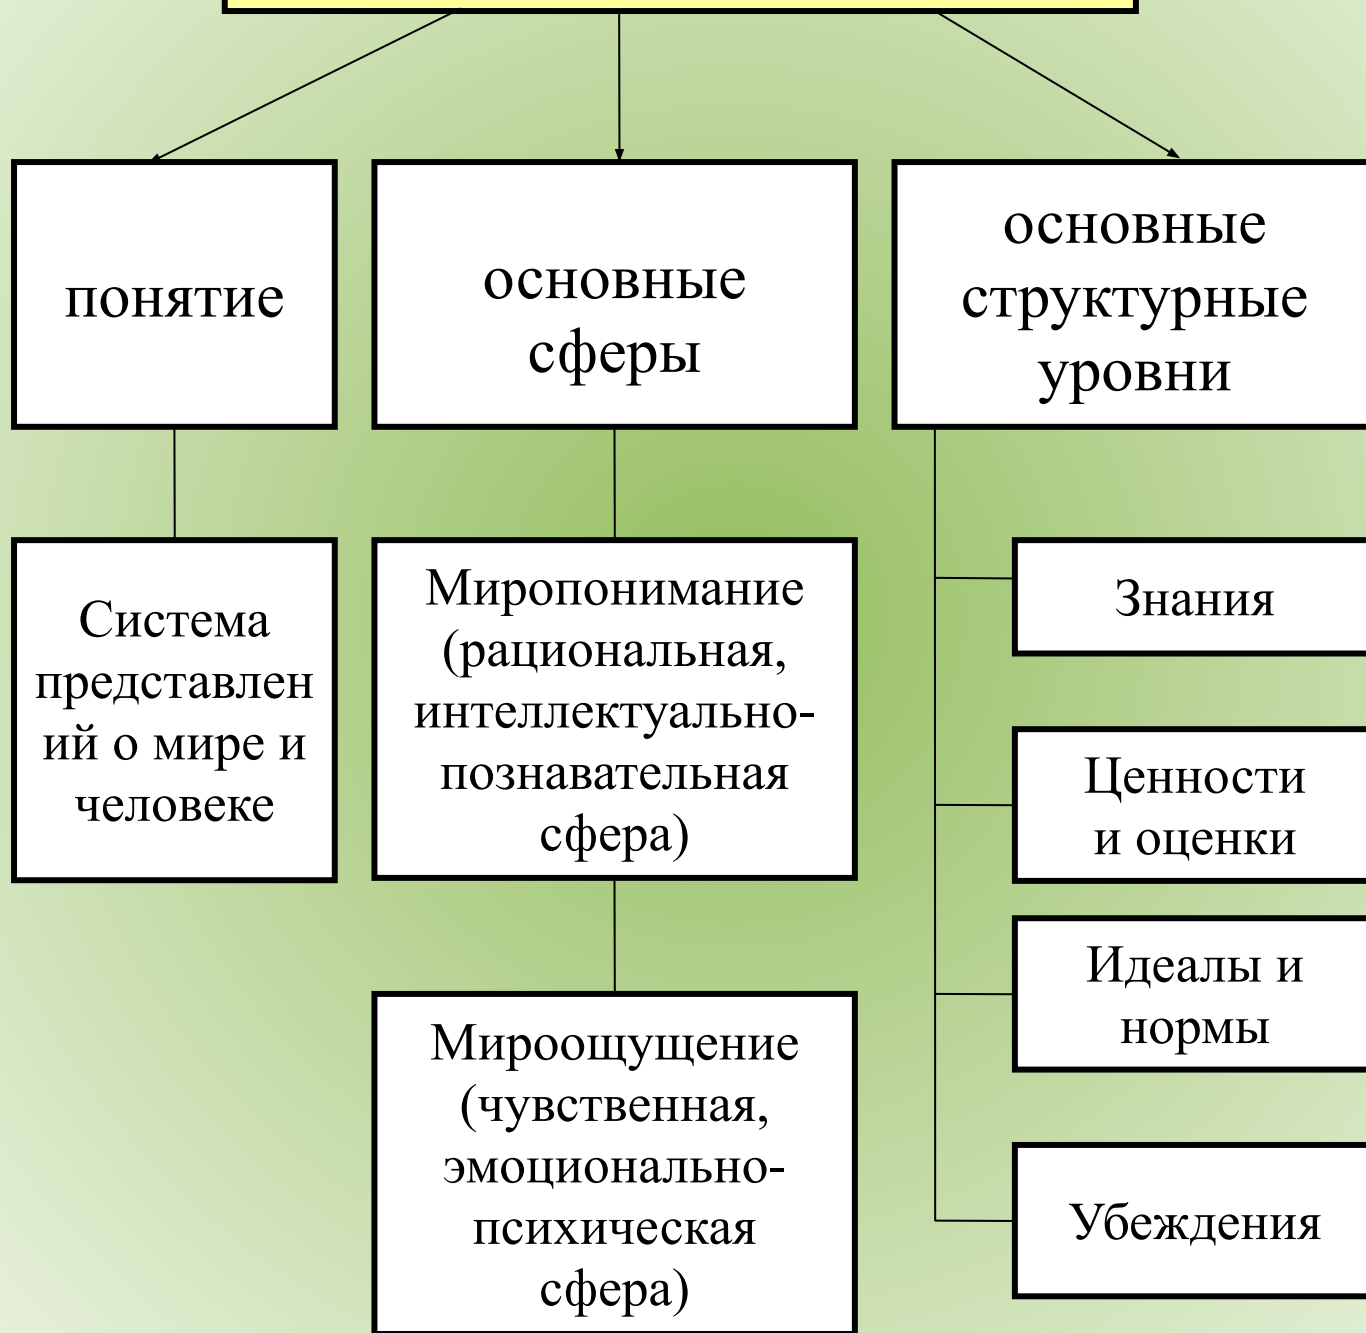 понятие
основные
сферы
основные
структурные
уровни
Система
представлен
ий о мире и
человеке
Миропонимание
(рациональная,
интеллектуально-
познавательная
сфера)
Мироощущение
(чувственная,
эмоционально-
психическая
сфера)
Знания
Ценности
и оценки
Идеалы и
нормы
Убеждения